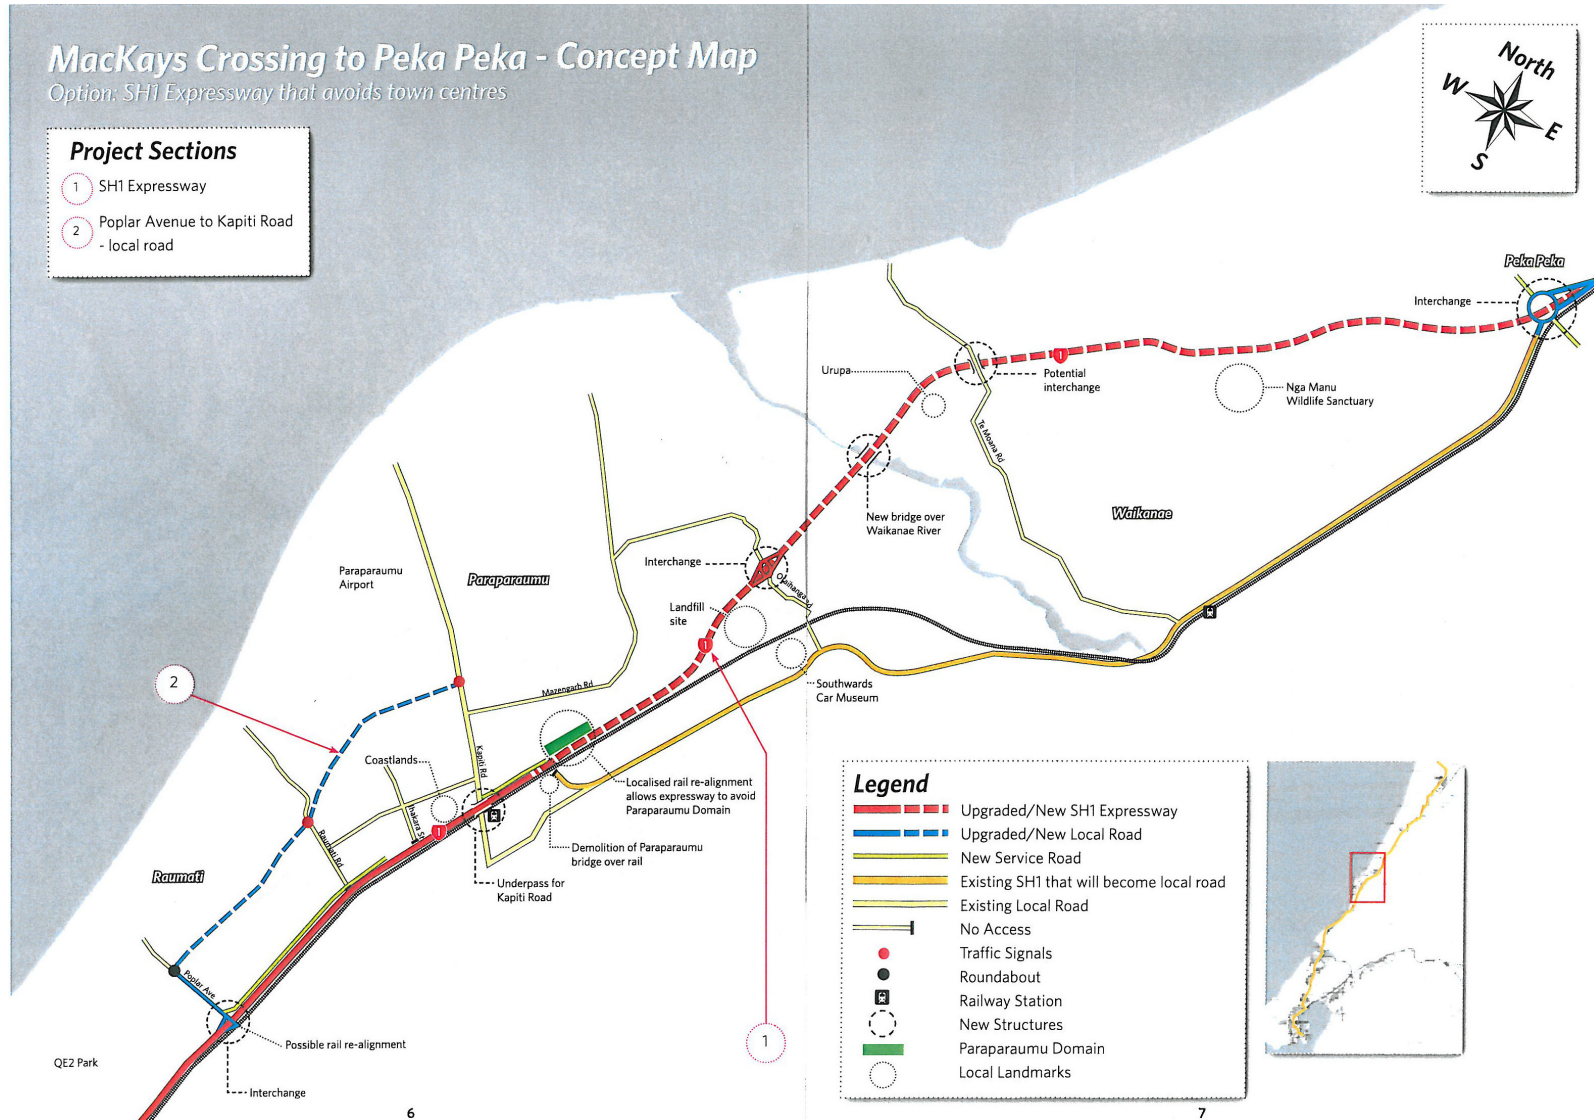 MacKays Crossing to Peka Peka - Concept Map
Option: SH1 Expressway that avoids town centres
Project Sections
1 SH1 Expressway
2 Poplar Avenue to Kapiti Road
- local road
North
W
E
S
Peka Peka
Interchange
Urupa
Potential
interchange
Nga Manu
Wildlife Sanctuary
Te Moana Rd
1
New bridge over
Waikanae River
Waikanae
Interchange
Otaihanga Rd
Paraparaumu
Airport
Paraparaumu
Landfill
site
1
2
Mazengarb Rd
Southwards
Car Museum
Kapiti Rd
Coastlands
Ihakara St
1
Localised rail re-alignment
allows expressway to avoid
Paraparaumu Domain
Raumati Rd
Demolition of Paraparaumu
bridge over rail
Raumati
Underpass for
Kapiti Road
Poplar Ave
Possible rail re-alignment
QE2 Park
Interchange
1
Legend
Upgraded/New SH1 Expressway
Upgraded/New Local Road
New Service Road
Existing SH1 that will become local road
Existing Local Road
No Access
Traffic Signals
Roundabout
Railway Station
New Structures
Paraparaumu Domain
Local Landmarks
6
7